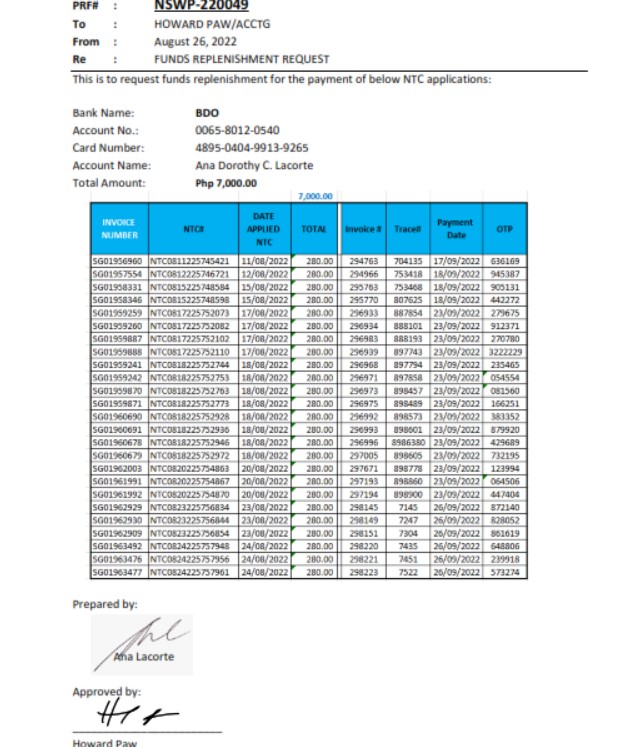 PRF# : NSWP-220049
To : HOWARD PAW/ACCTG
From : August 26, 2022
Re : FUNDS REPLENISHMENT REQUEST
This is to request funds replenishment for the payment of below NTC applications:
Bank Name: BDO
Account No.: 0065-8012-0540
Card Number: 4895-0404-9913-9265
Account Name: Ana Dorothy C. Lacorte
Total Amount: Php 7,000.00
7,000.00
INVOICE NUMBER NTC# DATE APPLIED NTC TOTAL Invoice # Trace# Payment Date OTP
SG01956960 NTC0811225745421 11/08/2022 280.00 294763 704135 17/09/2022 636169
SG01957554 NTC0812225746721 12/08/2022 280.00 294966 753418 18/09/2022 945387
SG01958331 NTC0815225748584 15/08/2022 280.00 295763 753468 18/09/2022 905131
SG01958346 NTC0815225748598 15/08/2022 280.00 295770 807625 18/09/2022 442272
SG01959259 NTC0817225752073 17/08/2022 280.00 296933 887854 23/09/2022 279675
SG01959260 NTC0817225752082 17/08/2022 280.00 296934 888101 23/09/2022 912371
SG01959887 NTC0817225752102 17/08/2022 280.00 296983 888193 23/09/2022 270780
SG01959888 NTC0817225752110 17/08/2022 280.00 296939 897743 23/09/2022 3222229
SG01959241 NTC0818225752744 18/08/2022 280.00 296968 897794 23/09/2022 235465
SG01959242 NTC0818225752753 18/08/2022 280.00 296971 897858 23/09/2022 054554
SG01959870 NTC0818225752763 18/08/2022 280.00 296973 898457 23/09/2022 081560
SG01959871 NTC0818225752773 18/08/2022 280.00 296975 898489 23/09/2022 166251
SG01960690 NTC0818225752928 18/08/2022 280.00 296992 898573 23/09/2022 383352
SG01960691 NTC0818225752936 18/08/2022 280.00 296993 898601 23/09/2022 879920
SG01960678 NTC0818225752946 18/08/2022 280.00 296996 8986380 23/09/2022 429689
SG01960679 NTC0818225752972 18/08/2022 280.00 297005 898605 23/09/2022 732195
SG01962003 NTC0820225754863 20/08/2022 280.00 297671 898778 23/09/2022 123994
SG01961991 NTC0820225754867 20/08/2022 280.00 297193 898860 23/09/2022 064506
SG01961992 NTC0820225754870 20/08/2022 280.00 297194 898900 23/09/2022 447404
SG01962929 NTC0823225756834 23/08/2022 280.00 298145 7145 26/09/2022 872140
SG01962930 NTC0823225756844 23/08/2022 280.00 298149 7247 26/09/2022 828052
SG01962909 NTC0823225756854 23/08/2022 280.00 298151 7304 26/09/2022 861619
SG01963492 NTC0824225757948 24/08/2022 280.00 298220 7435 26/09/2022 648806
SG01963476 NTC0824225757956 24/08/2022 280.00 298221 7451 26/09/2022 239918
SG01963477 NTC0824225757961 24/08/2022 280.00 298223 7522 26/09/2022 573274
Prepared by:
Ana Lacorte
Approved by:
Howard Paw